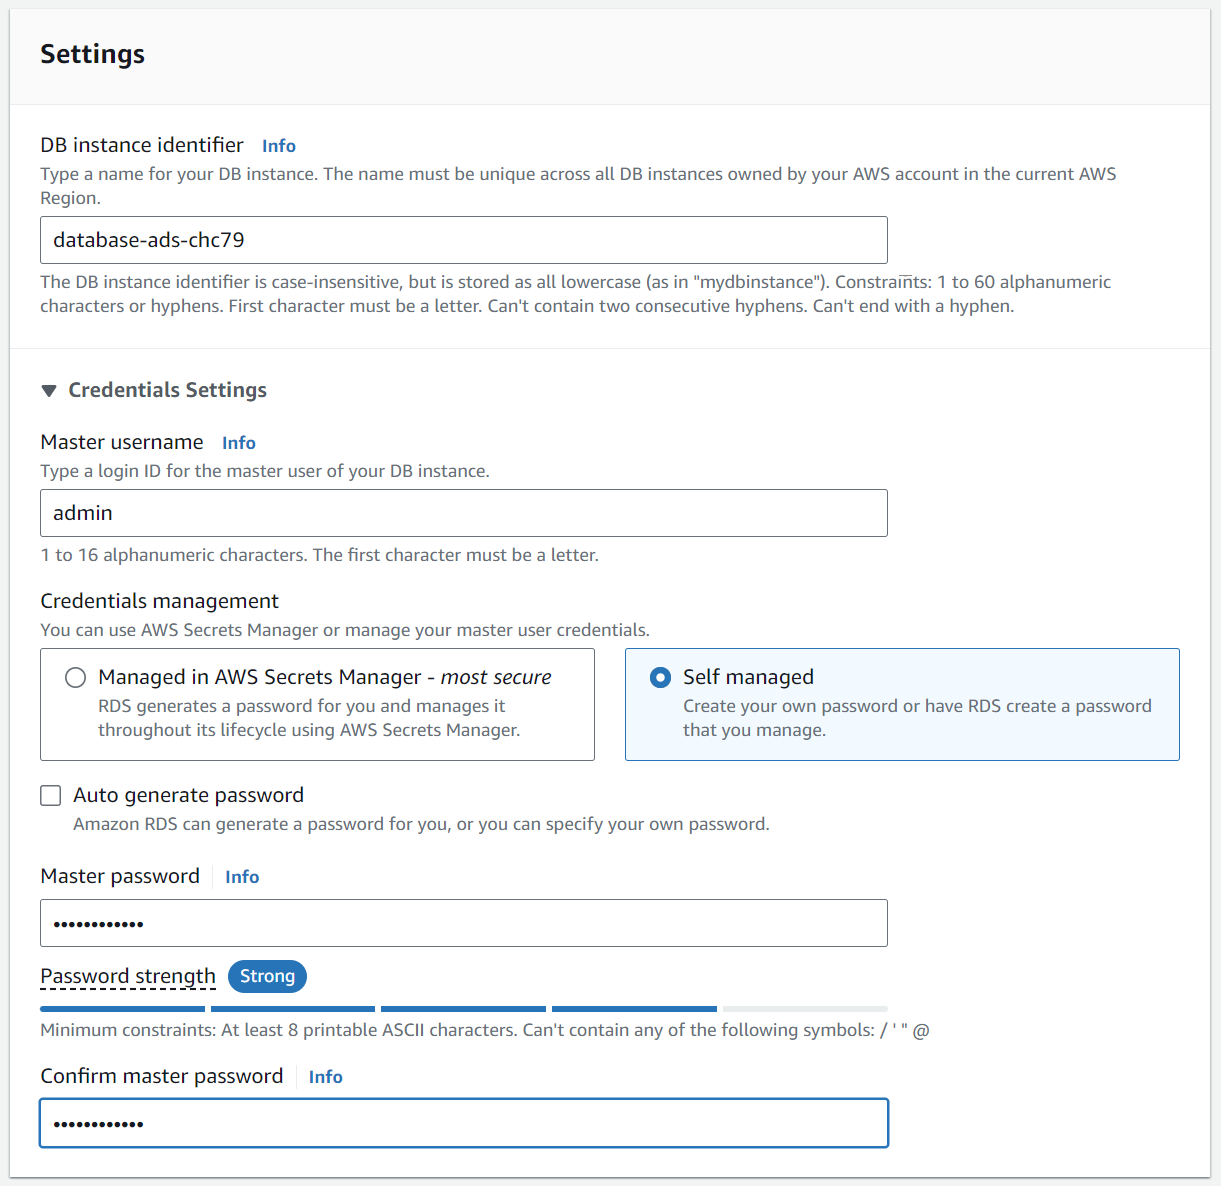 Settings
DB instance identifier Info
Type a name for your DB instance. The name must be unique across all DB instances owned by your AWS account in the current AWS
Region.
database-ads-chc79
The DB instance identifier is case-insensitive, but is stored as all lowercase (as in "mydbinstance"). Constraints: 1 to 60 alphanumeric
characters or hyphens. First character must be a letter. Can't contain two consecutive hyphens. Can't end with a hyphen.
Credentials Settings
Master username Info
Type a login ID for the master user of your DB instance.
admin
1 to 16 alphanumeric characters. The first character must be a letter.
Credentials management
You can use AWS Secrets Manager or manage your master user credentials.
Managed in AWS Secrets Manager - most secure
RDS generates a password for you and manages it
throughout its lifecycle using AWS Secrets Manager.
Self managed
Create your own password or have RDS create a password
that you manage.
Auto generate password
Amazon RDS can generate a password for you, or you can specify your own password.
Master password Info
••••••••••••
Password strength Strong
Minimum constraints: At least 8 printable ASCII characters. Can't contain any of the following symbols: / ' " @
Confirm master password Info
••••••••••••